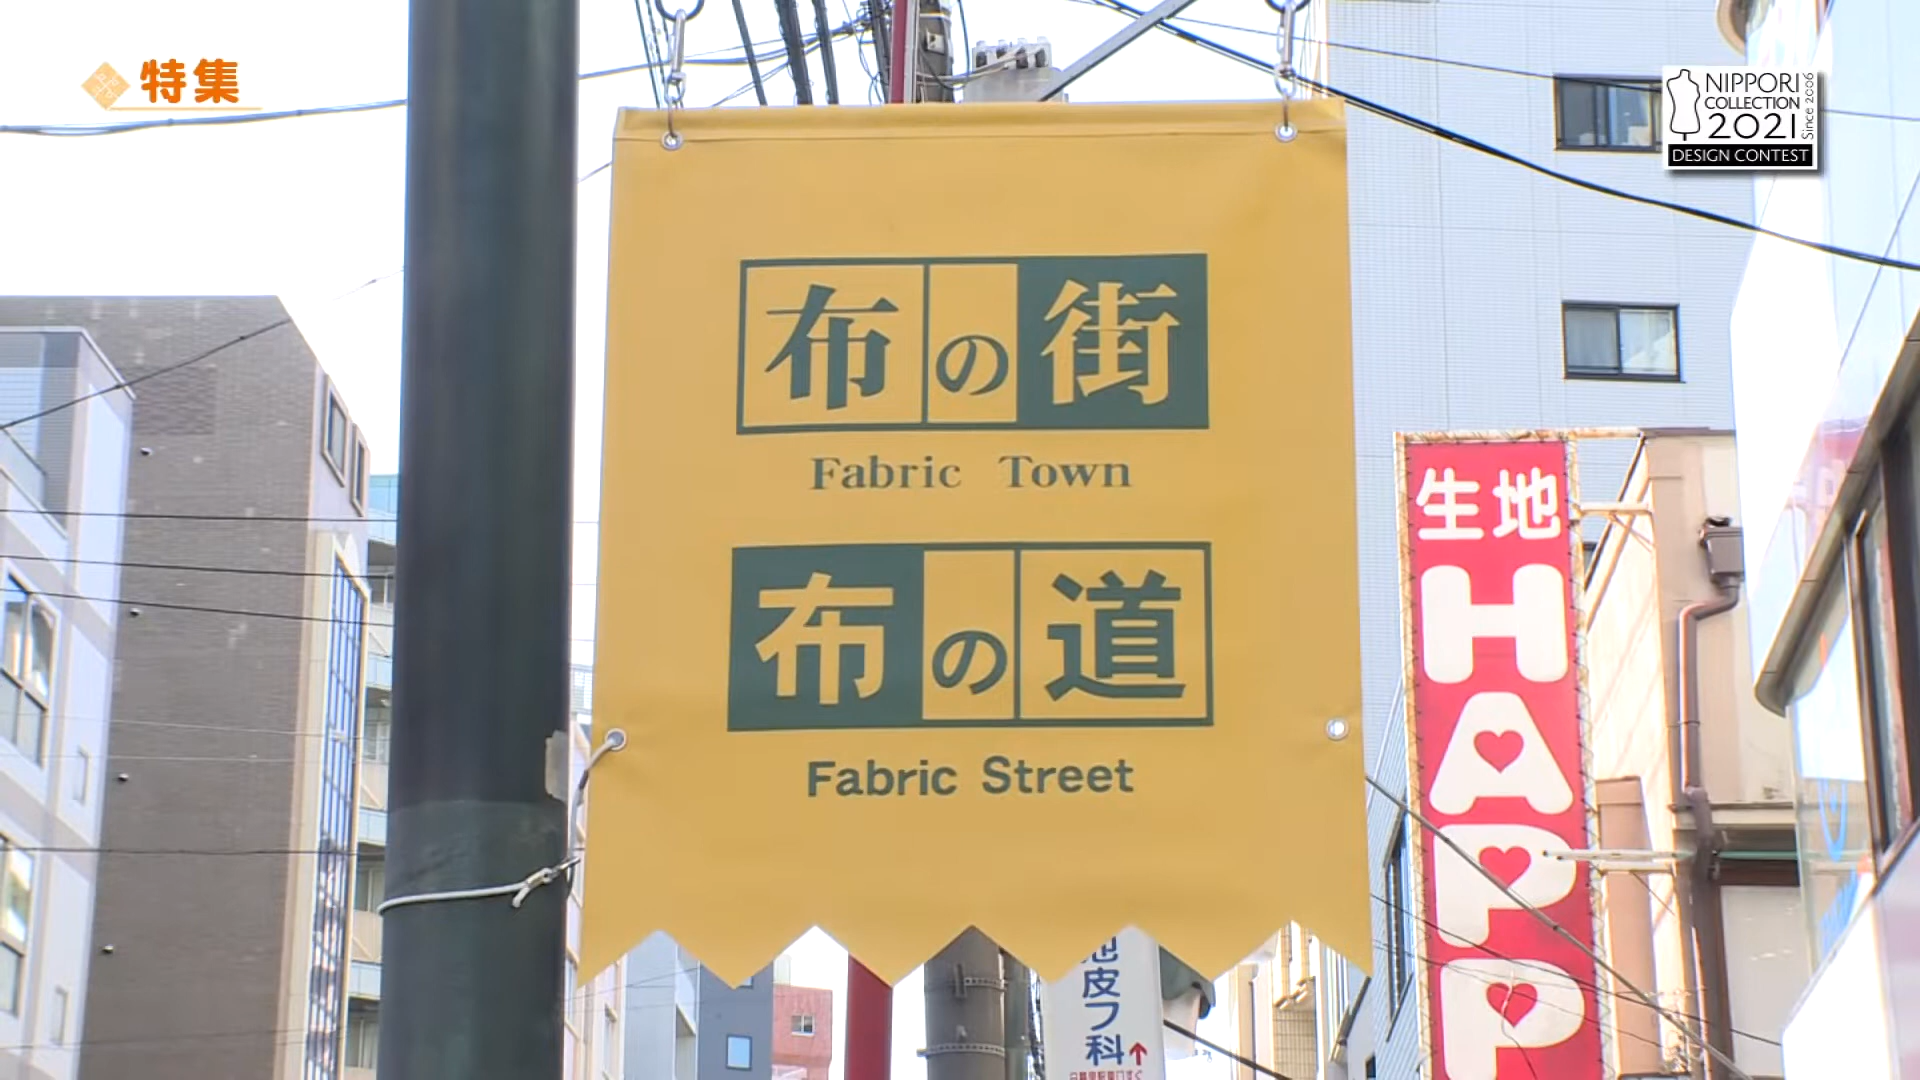 特集
NIPPORI
COLLECTION
2021
Since 2006
DESIGN CONTEST
布の街
Fabric Town
布の道
Fabric Street
生地
HAPP
皮フ科